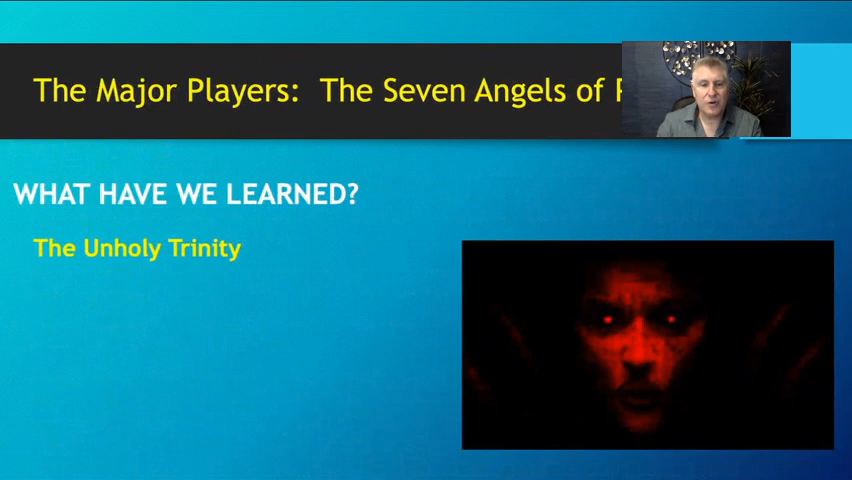 The Major Players:  The Seven Angels of
WHAT HAVE WE LEARNED?
The Unholy Trinity